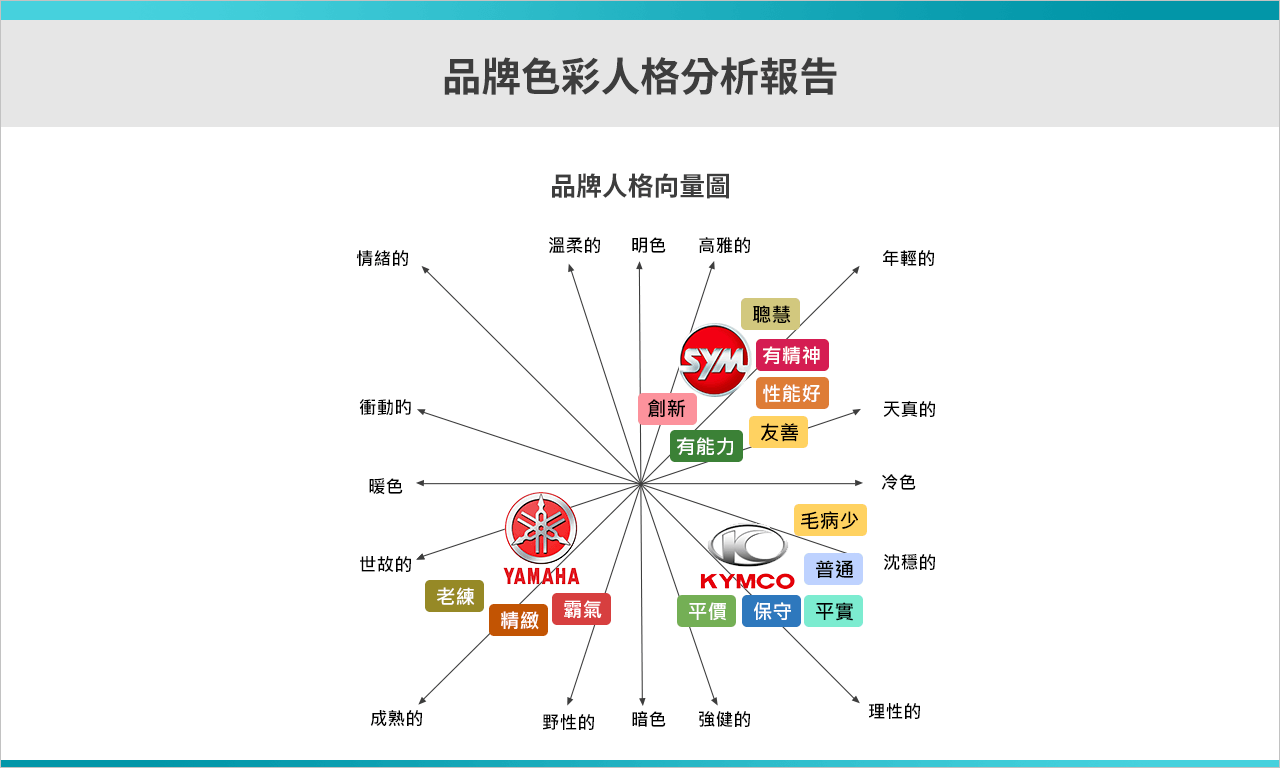 品牌色彩人格分析報告
品牌人格向量圖
情緒的
溫柔的
明色
高雅的
年輕的
聰慧
SYM
有精神
性能好
創新
衝動旳
天真的
友善
有能力
暖色
冷色
毛病少
世故的
YAMAHA
KYMCO
普通
沈穩的
老練
精緻
霸氣
平價
保守
平實
成熟的
野性的
暗色
強健的
理性的